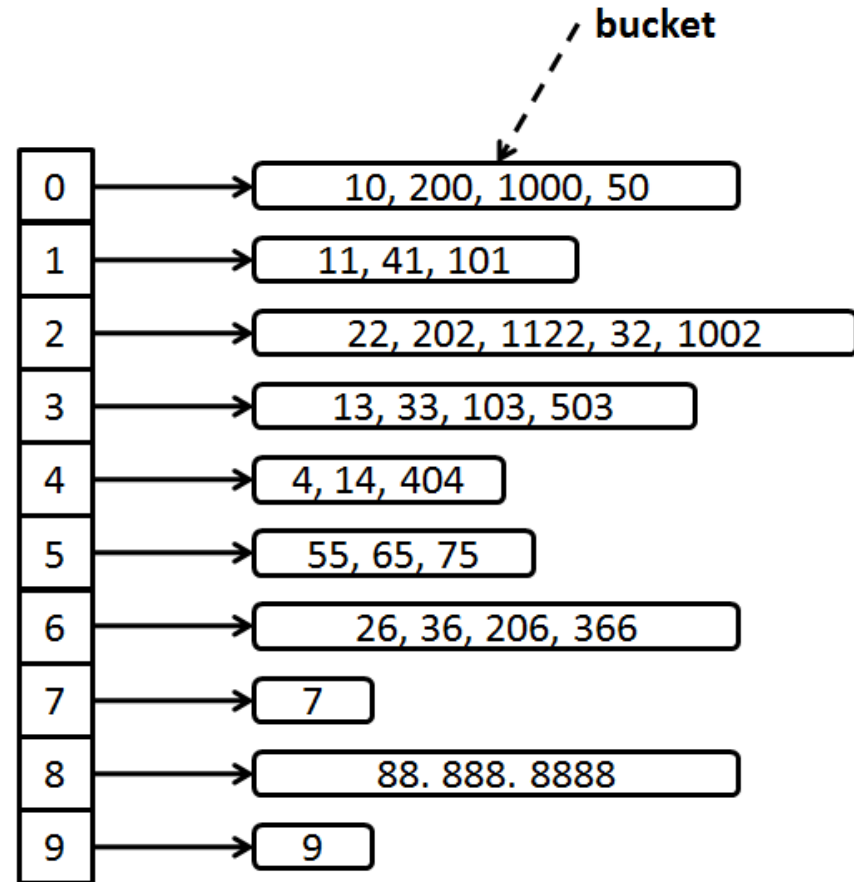 bucket
0 10, 200, 1000, 50
1 11, 41, 101
2 22, 202, 1122, 32, 1002
3 13, 33, 103, 503
4 4, 14, 404
5 55, 65, 75
6 26, 36, 206, 366
7 7
8 88. 888. 8888
9 9